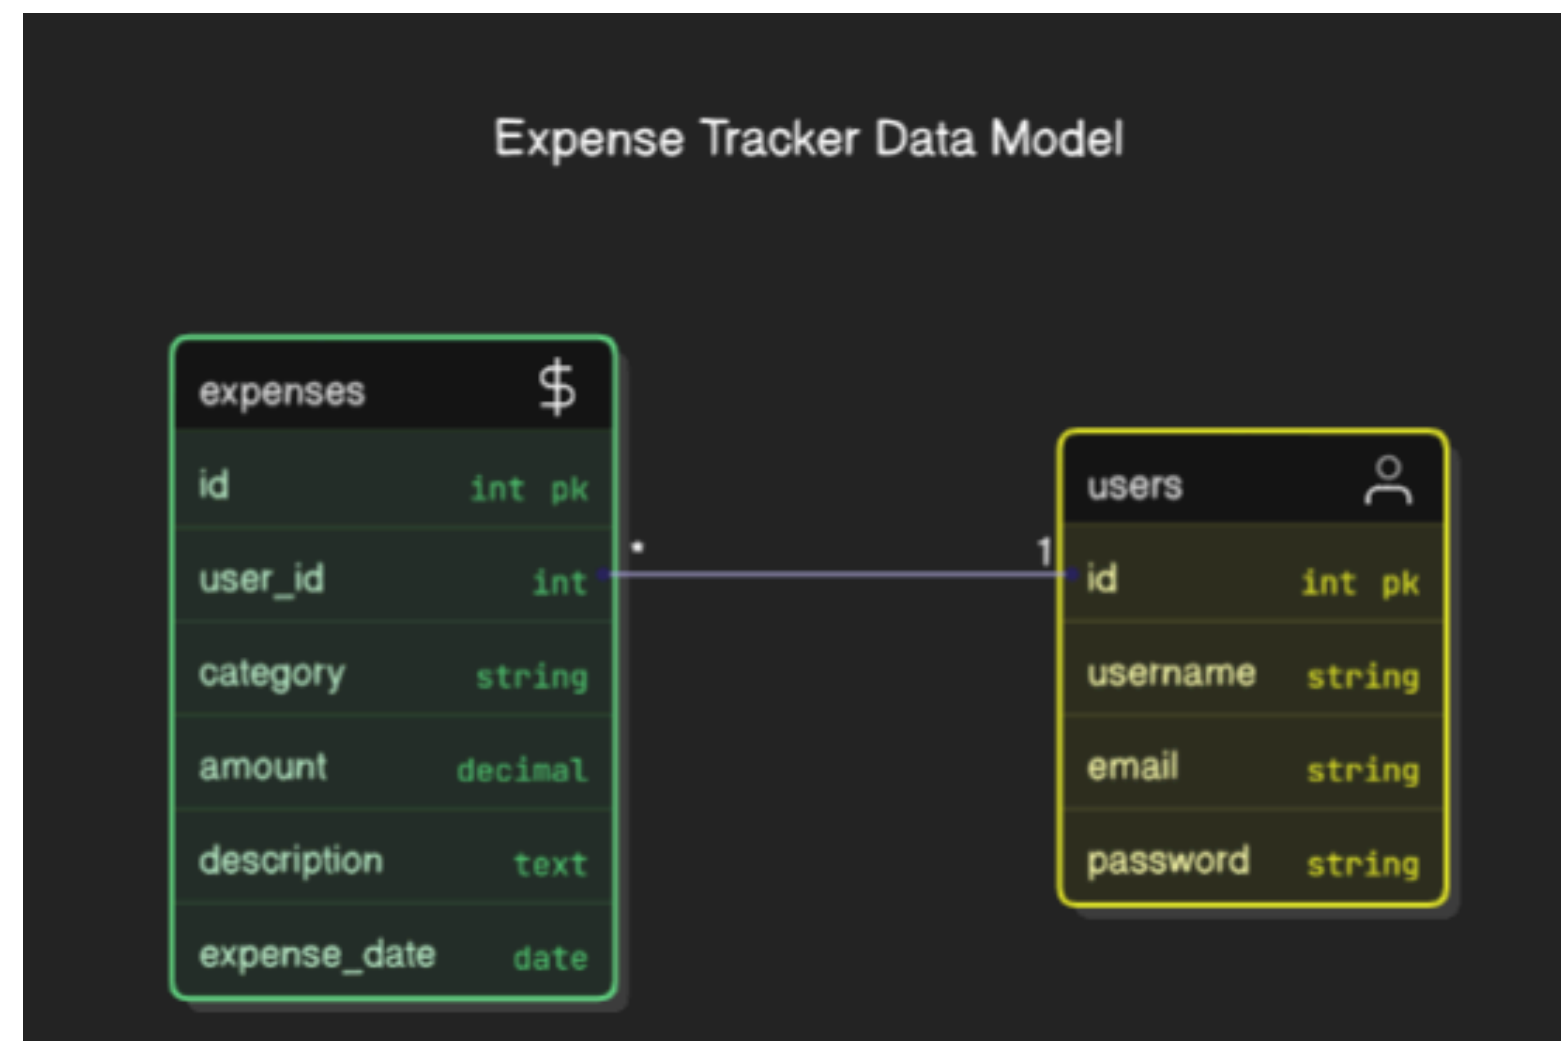 Expense Tracker Data Model
expenses $
id int pk
user_id int
category string
amount decimal
description text
expense_date date
* 1
users
id int pk
username string
email string
password string